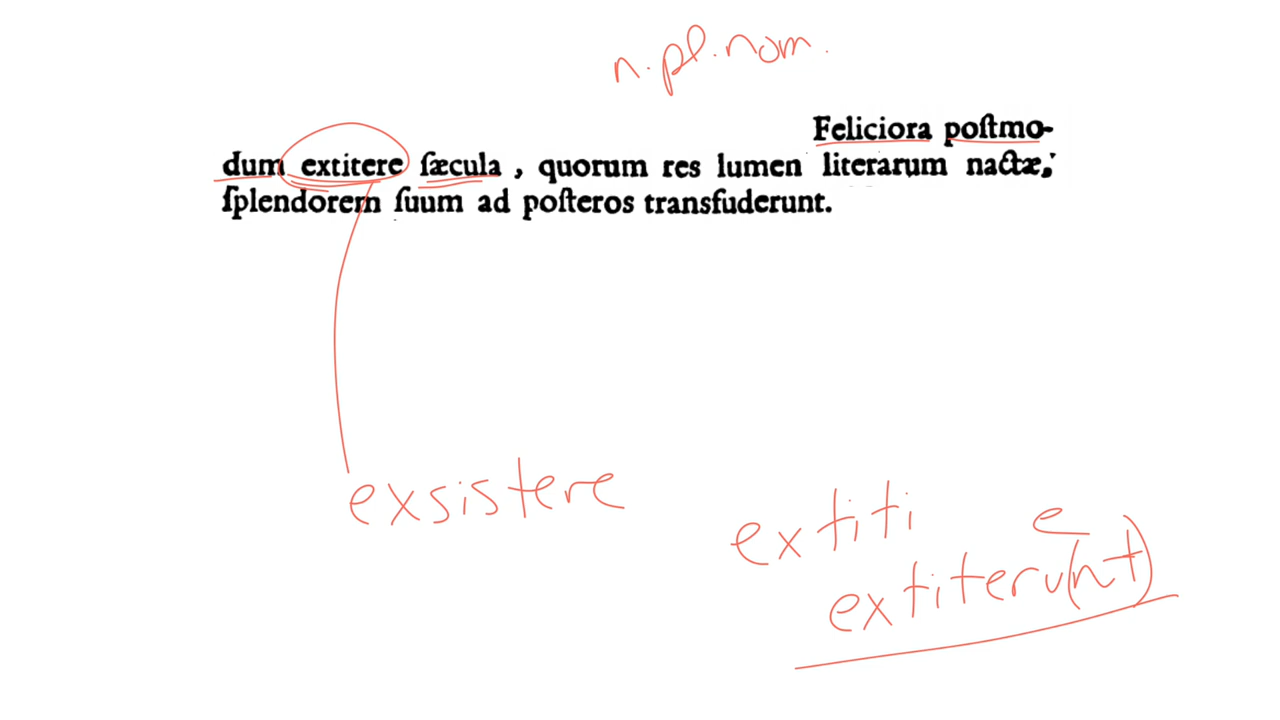 n.pl.nom.
Feliciora poſtmo-
dum extitere ſæcula , quorum res lumen literarum nactæ,
ſplendorem ſuum ad poſteros transfuderunt.
exsistere
extiti
e
extiteru(nt)